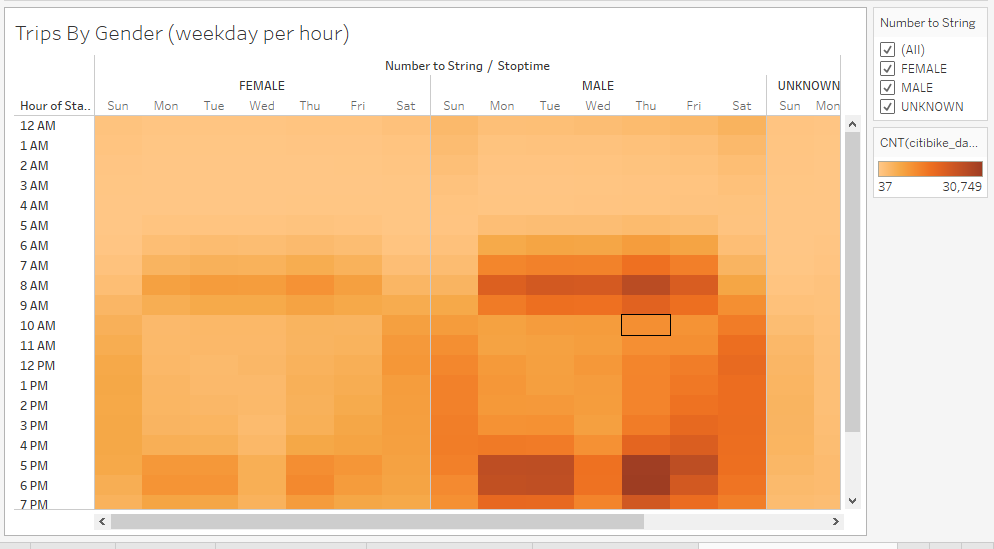 Trips By Gender (weekday per hour)
Number to String / Stoptime
FEMALE MALE UNKNOWN
Hour of Sta.. Sun Mon Tue Wed Thu Fri Sat Sun Mon Tue Wed Thu Fri Sat Sun Mon
12 AM
1 AM
2 AM
3 AM
4 AM
5 AM
6 AM
7 AM
8 AM
9 AM
10 AM
11 AM
12 PM
1 PM
2 PM
3 PM
4 PM
5 PM
6 PM
7 PM
Number to String
(All)
FEMALE
MALE
UNKNOWN
CNT(citibike_da...
37 30,749